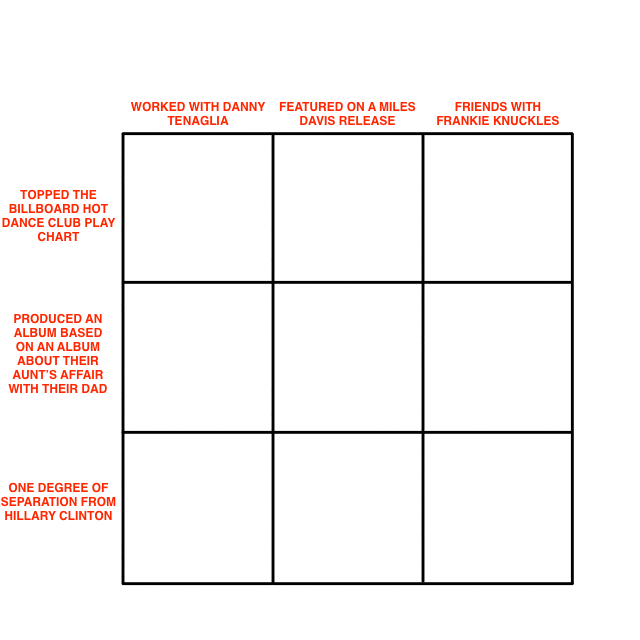 WORKED WITH DANNY
TENAGLIA
FEATURED ON A MILES
DAVIS RELEASE
FRIENDS WITH
FRANKIE KNUCKLES
TOPPED THE
BILLBOARD HOT
DANCE CLUB PLAY
CHART
PRODUCED AN
ALBUM BASED
ON AN ALBUM
ABOUT THEIR
AUNT'S AFFAIR
WITH THEIR DAD
ONE DEGREE OF
SEPARATION FROM
HILLARY CLINTON